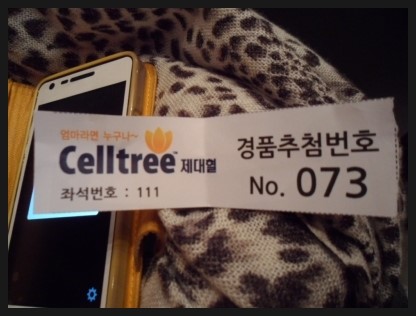 엄마라면 누구나~
Celltree™ 제대혈
좌석번호 : 111
경품추첨번호
No. 073